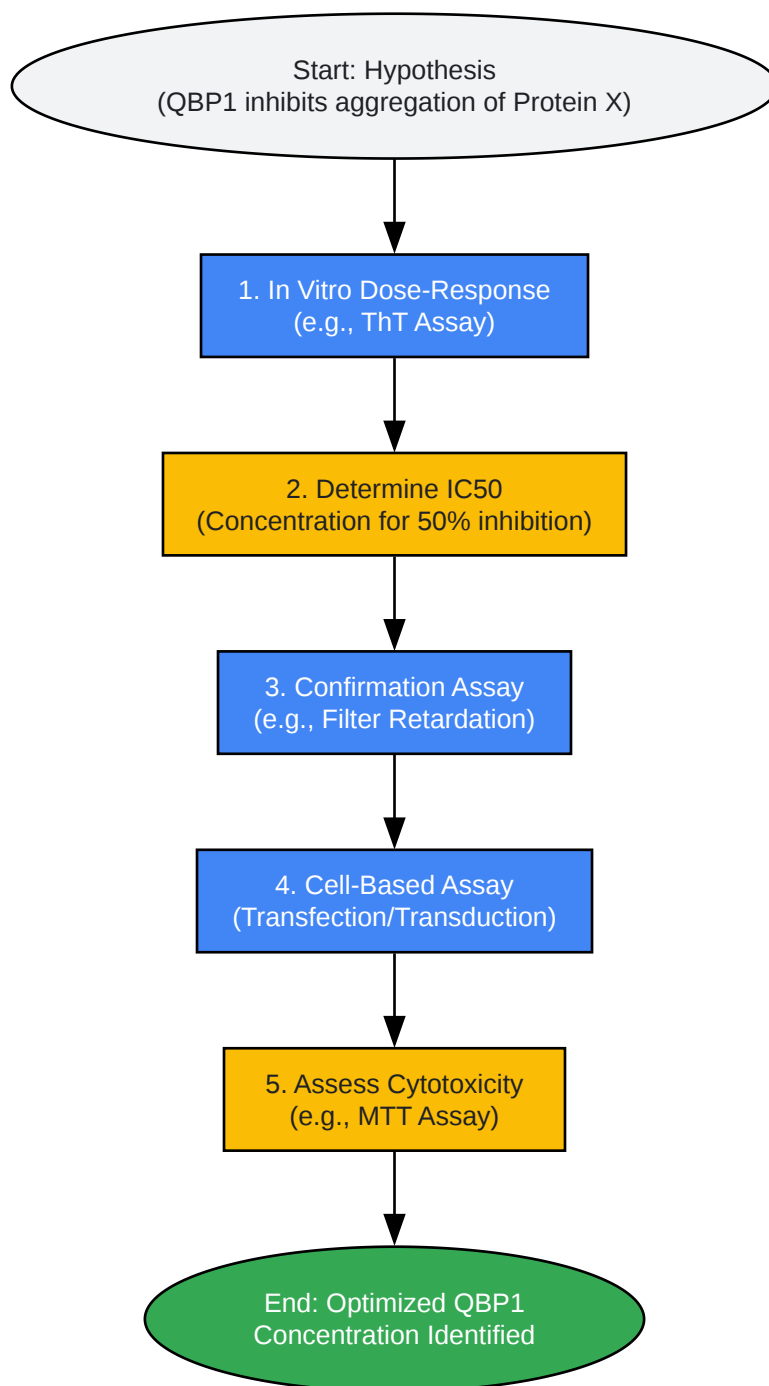 Start: Hypothesis
(QBP1 inhibits aggregation of Protein X)
1. In Vitro Dose-Response
(e.g., ThT Assay)
2. Determine IC50
(Concentration for 50% inhibition)
3. Confirmation Assay
(e.g., Filter Retardation)
4. Cell-Based Assay
(Transfection/Transduction)
5. Assess Cytotoxicity
(e.g., MTT Assay)
End: Optimized QBP1
Concentration Identified